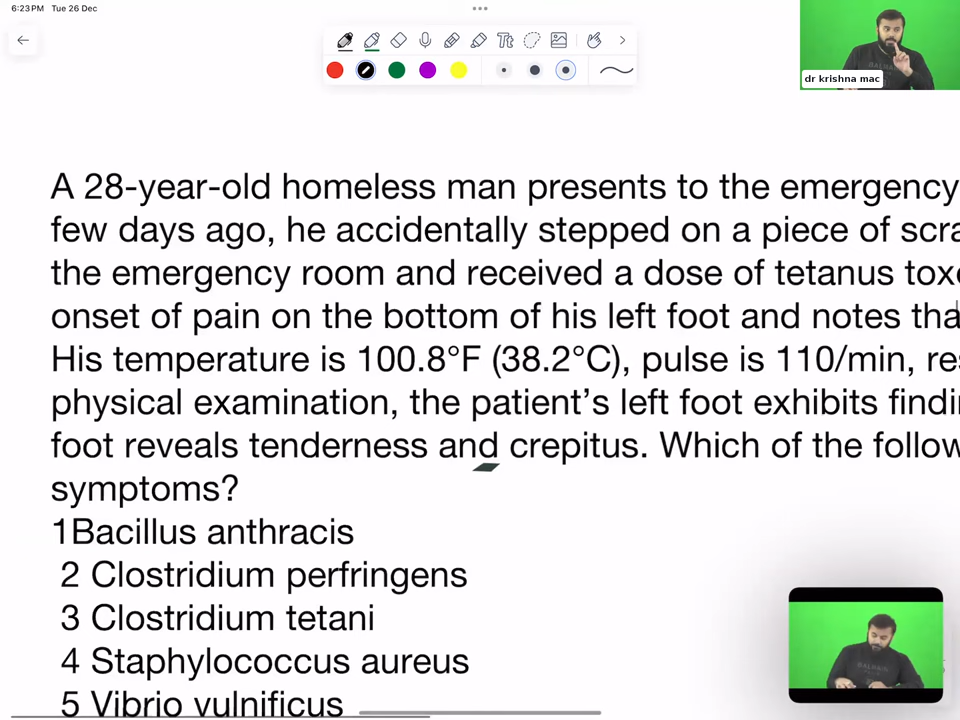 6:23 PM Tue 26 Dec
Tt
dr krishna mac
A 28-year-old homeless man presents to the emergency
few days ago, he accidentally stepped on a piece of scra
the emergency room and received a dose of tetanus toxo
onset of pain on the bottom of his left foot and notes tha
His temperature is 100.8°F (38.2°C), pulse is 110/min, res
physical examination, the patient’s left foot exhibits findin
foot reveals tenderness and crepitus. Which of the follow
symptoms?
1Bacillus anthracis
2 Clostridium perfringens
3 Clostridium tetani
4 Staphylococcus aureus
5 Vibrio vulnificus